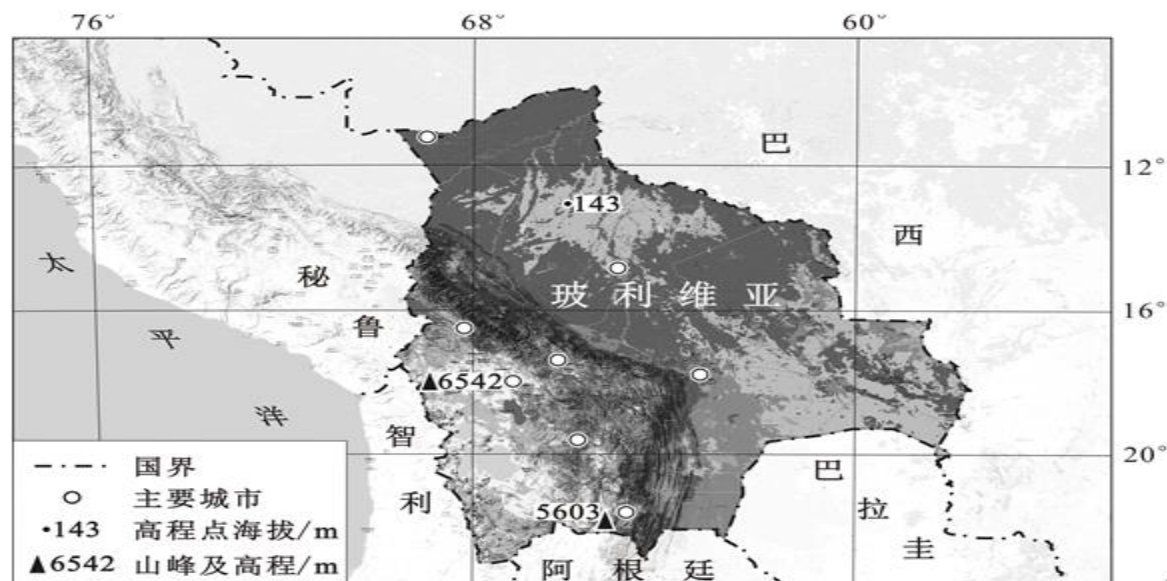 76° 68° 60°
巴
12°
143
西
太
秘
玻利维亚
平
鲁
16°
6542
洋
智
20°
巴
国界
利
拉
主要城市
5603
143 高程点海拔/m
圭
6542 山峰及高程/m
阿根廷